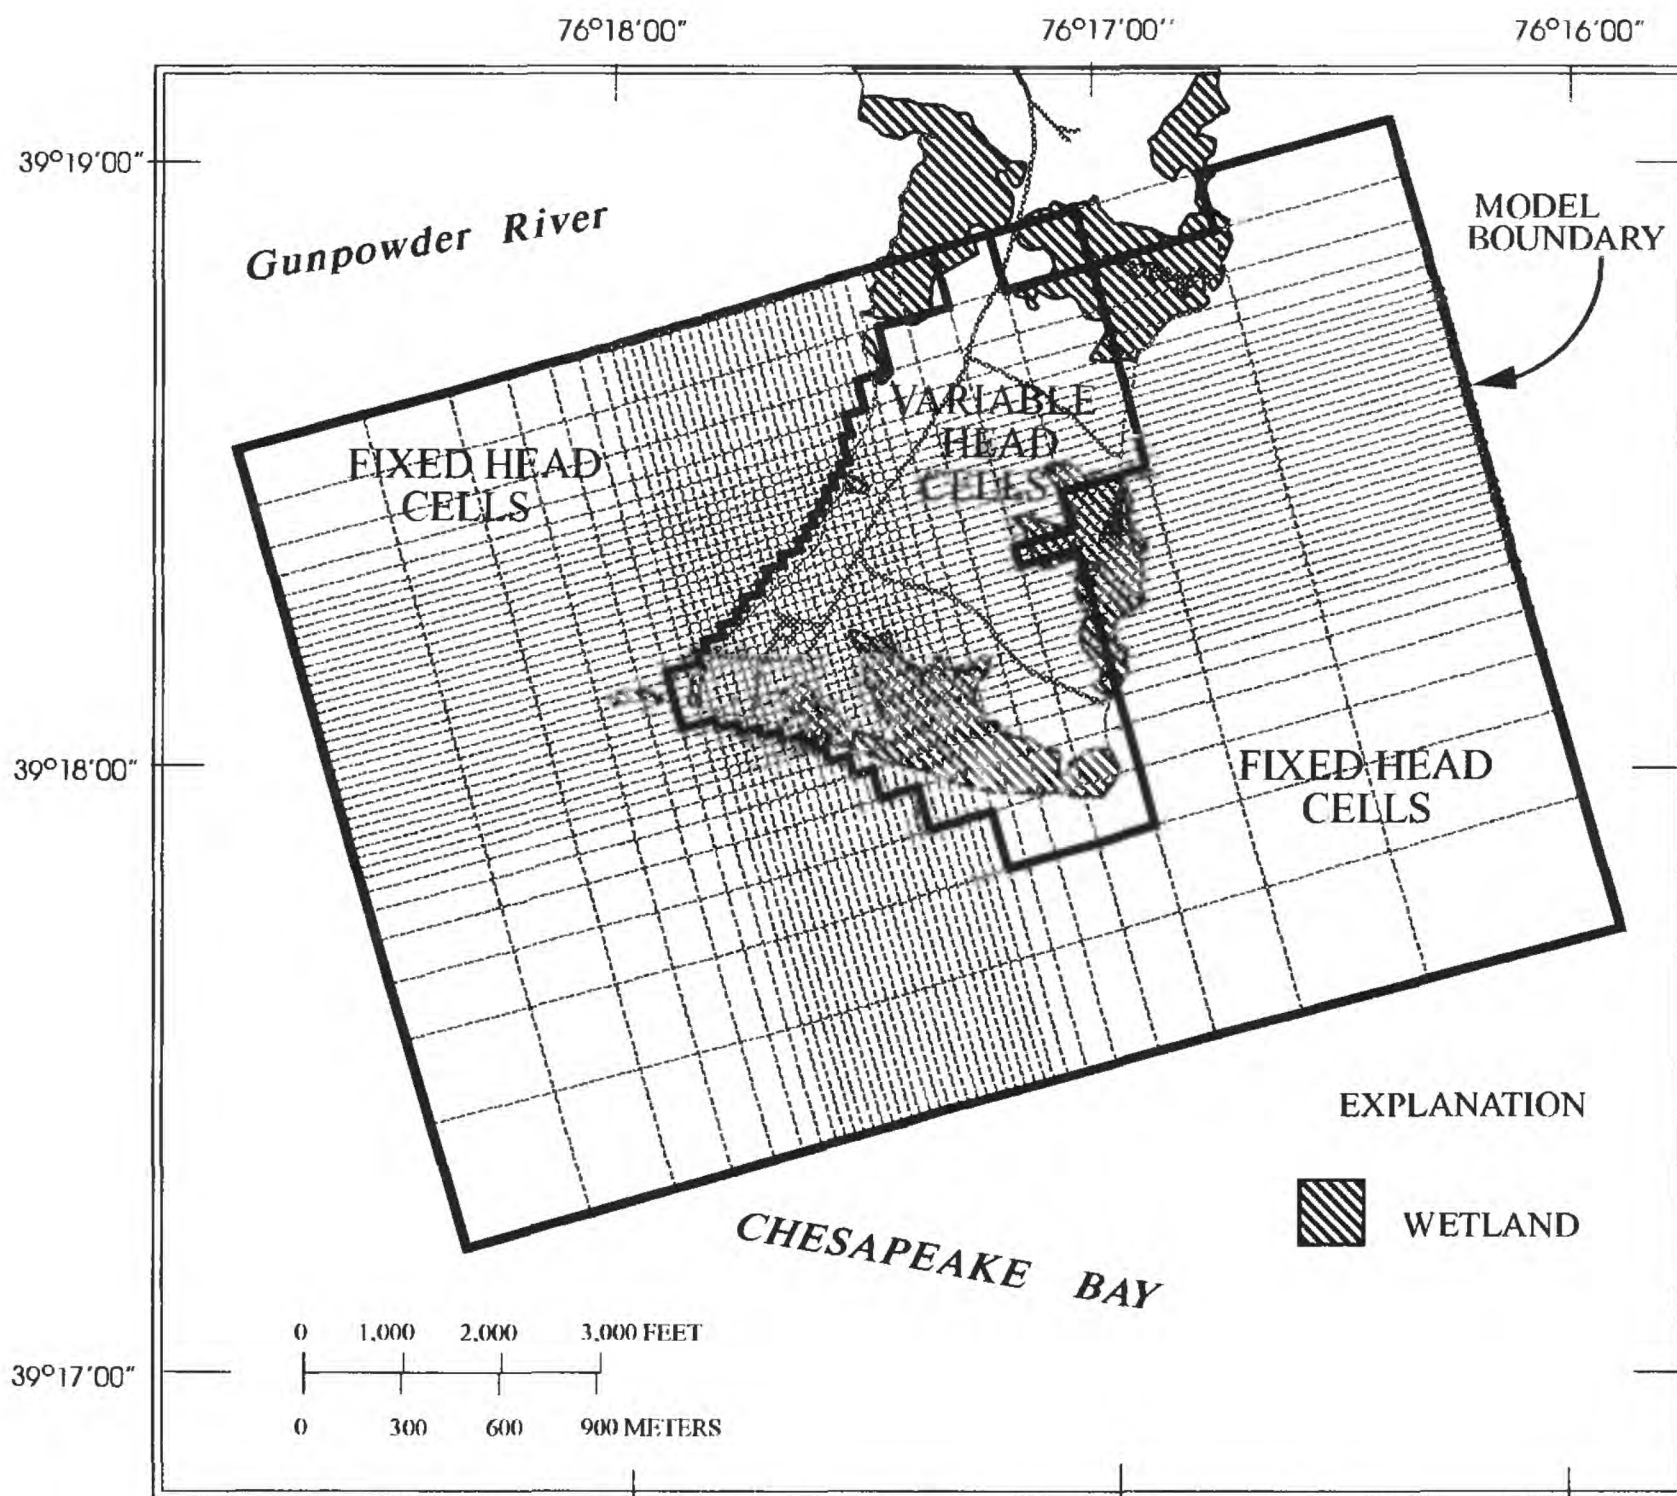 76°18'00" 76°17'00'' 76°16'00"
39°19'00"
Gunpowder River
MODEL
BOUNDARY
VARIABLE
HEAD
CELLS
FIXED HEAD
CELLS
39°18'00"
FIXED HEAD
CELLS
EXPLANATION
WETLAND
CHESAPEAKE BAY
0 1,000 2,000 3,000 FEET
39°17'00"
0 300 600 900 METERS